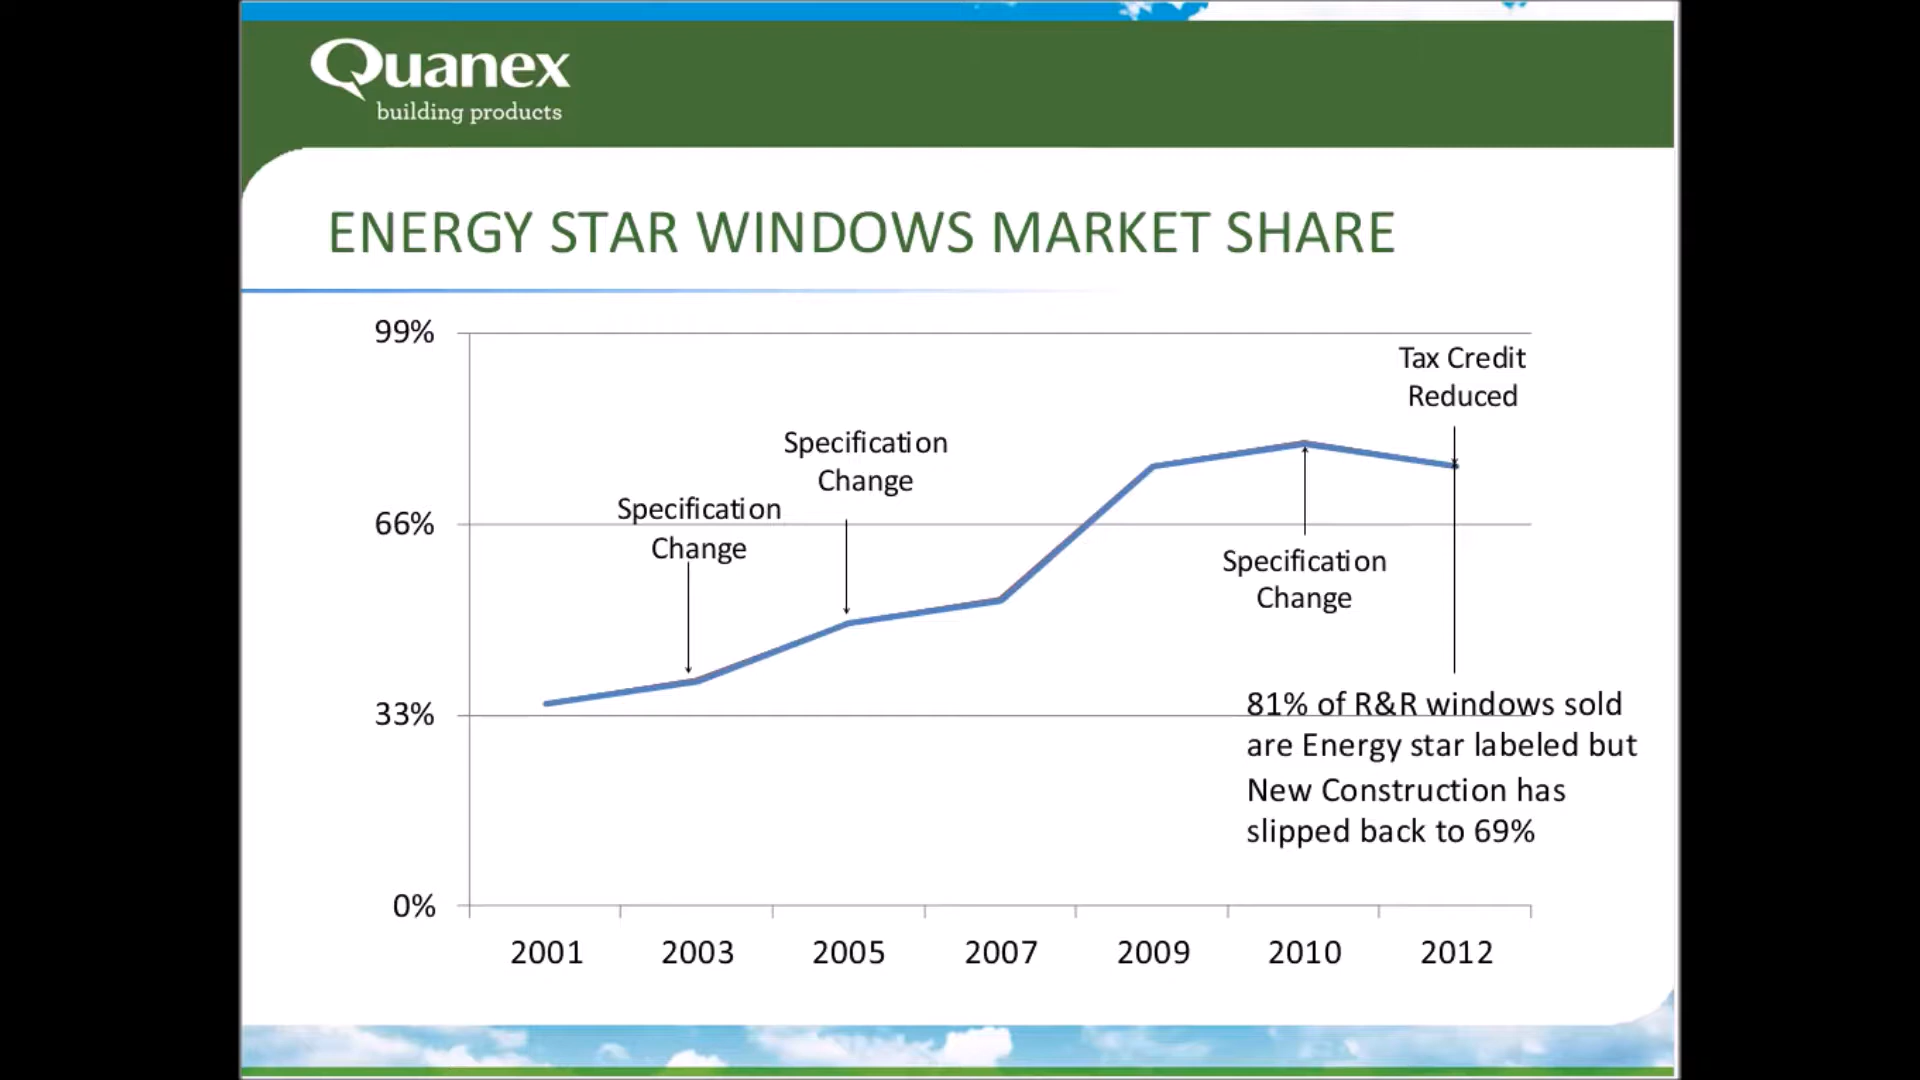 Quanex
building products
ENERGY STAR WINDOWS MARKET SHARE
99%
66%
33%
0%
Specification
Change
Specification
Change
Specification
Change
Tax Credit
Reduced
81% of R&R windows sold
are Energy star labeled but
New Construction has
slipped back to 69%
2001 2003 2005 2007 2009 2010 2012